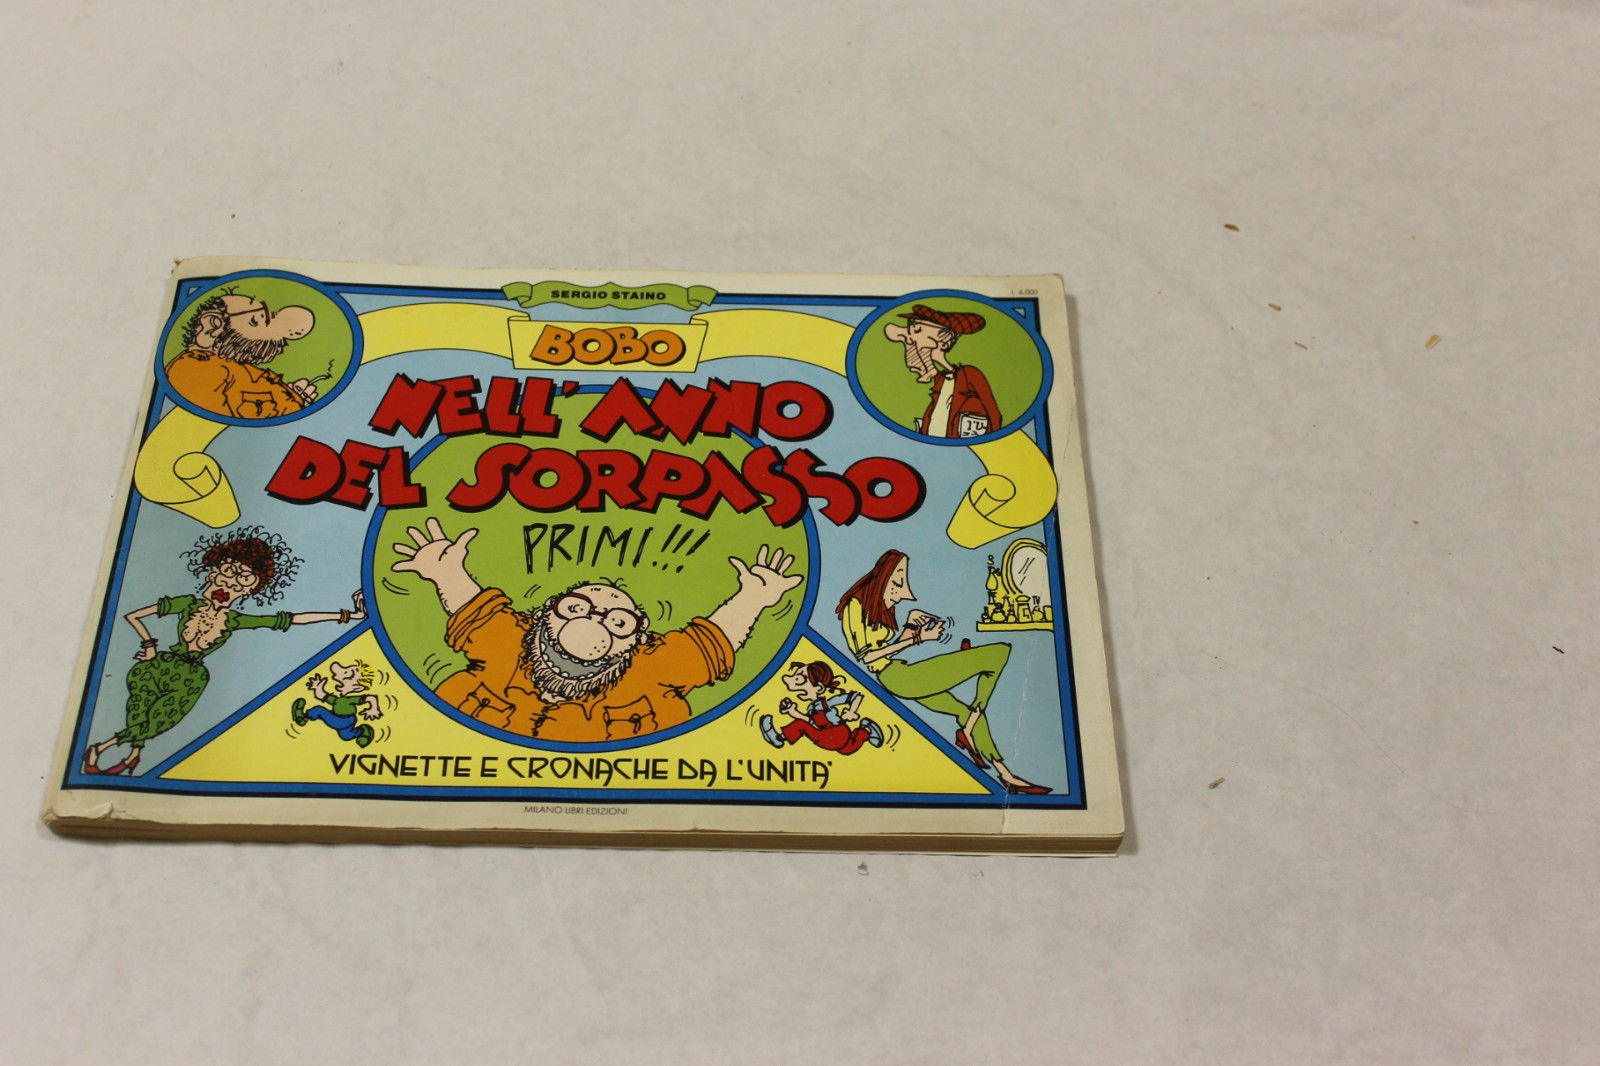 SERGIO STAINO
L. 6.000
BOBO
NELL'ANNO
DEL SORPASSO
PRIMI!!!
VIGNETTE E CRONACHE DA L'UNITA'
MILANO LIBRI EDIZIONI